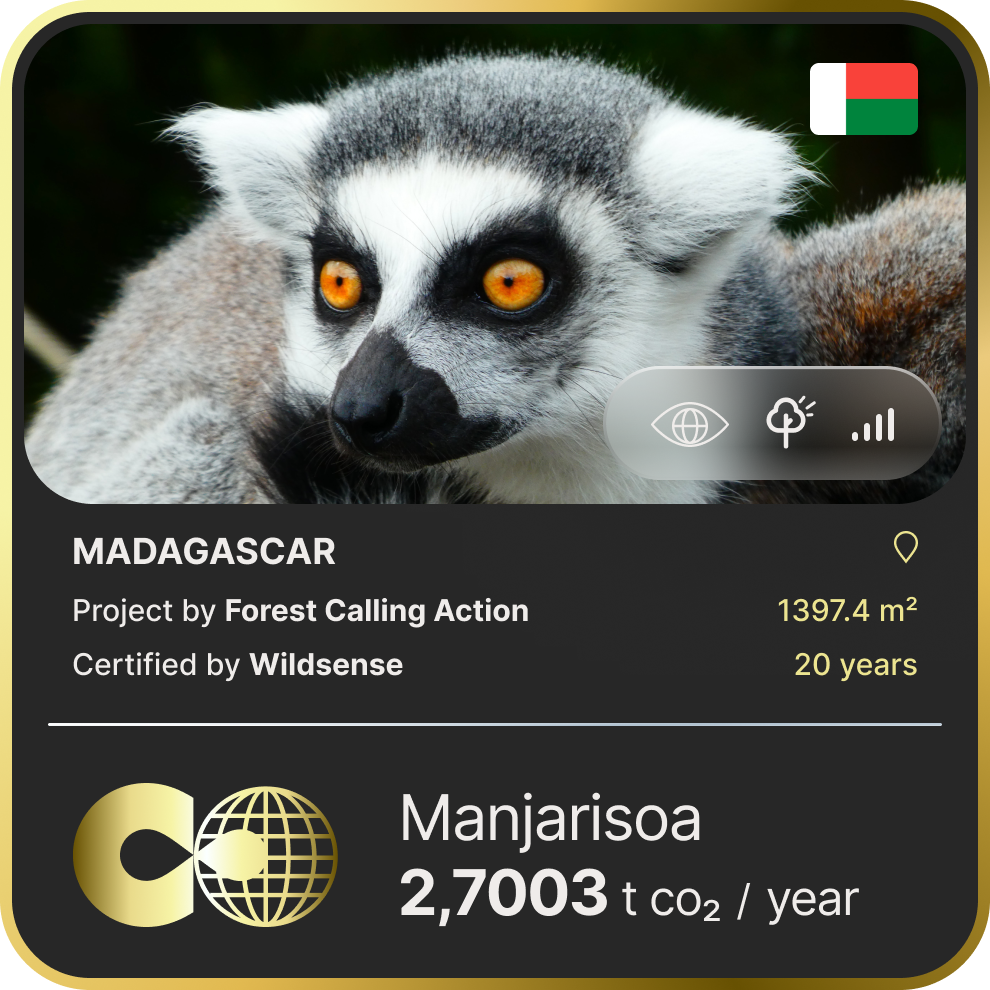 MADAGASCAR
Project by Forest Calling Action
1397.4 m²
Certified by Wildsense
20 years
Manjarisoa
2,7003 t co₂ / year